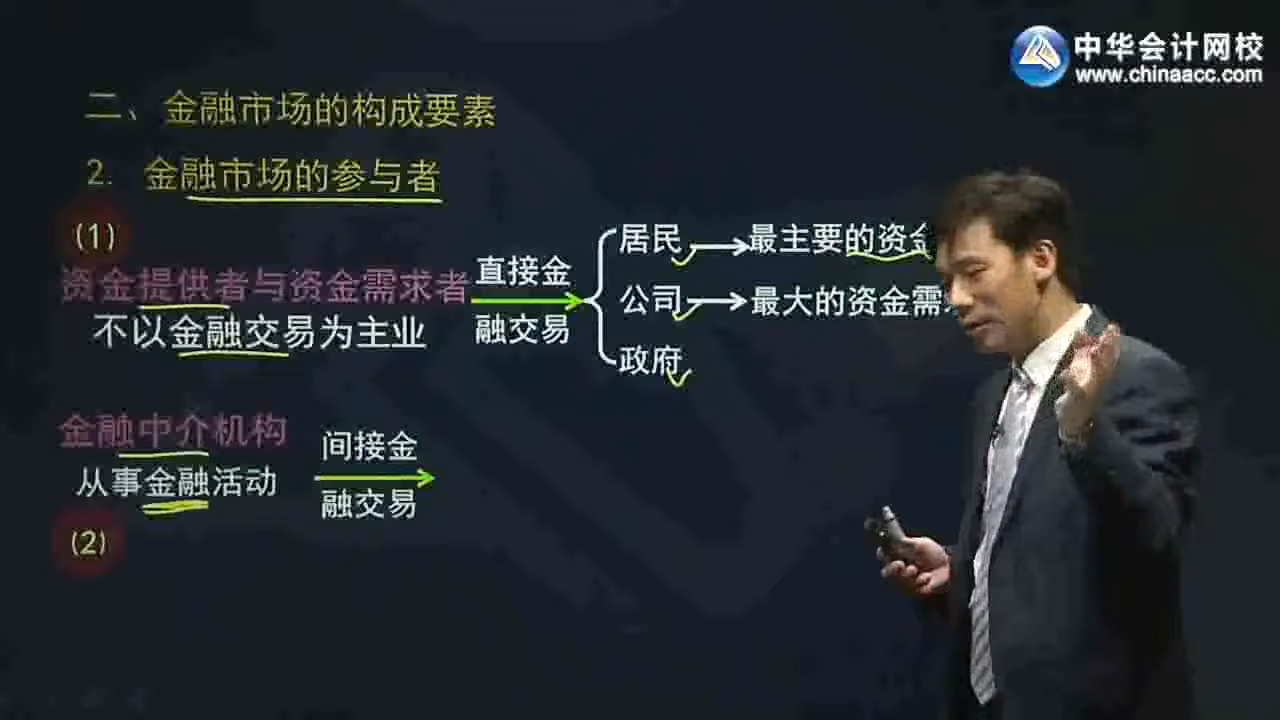 中华会计网校
www.chinaacc.com
二、金融市场的构成要素
2. 金融市场的参与者
(1)
资金提供者与资金需求者
不以金融交易为主业
直接金
融交易
居民
最主要的资金
公司
最大的资金需
政府
金融中介机构
从事金融活动
间接金
融交易
(2)